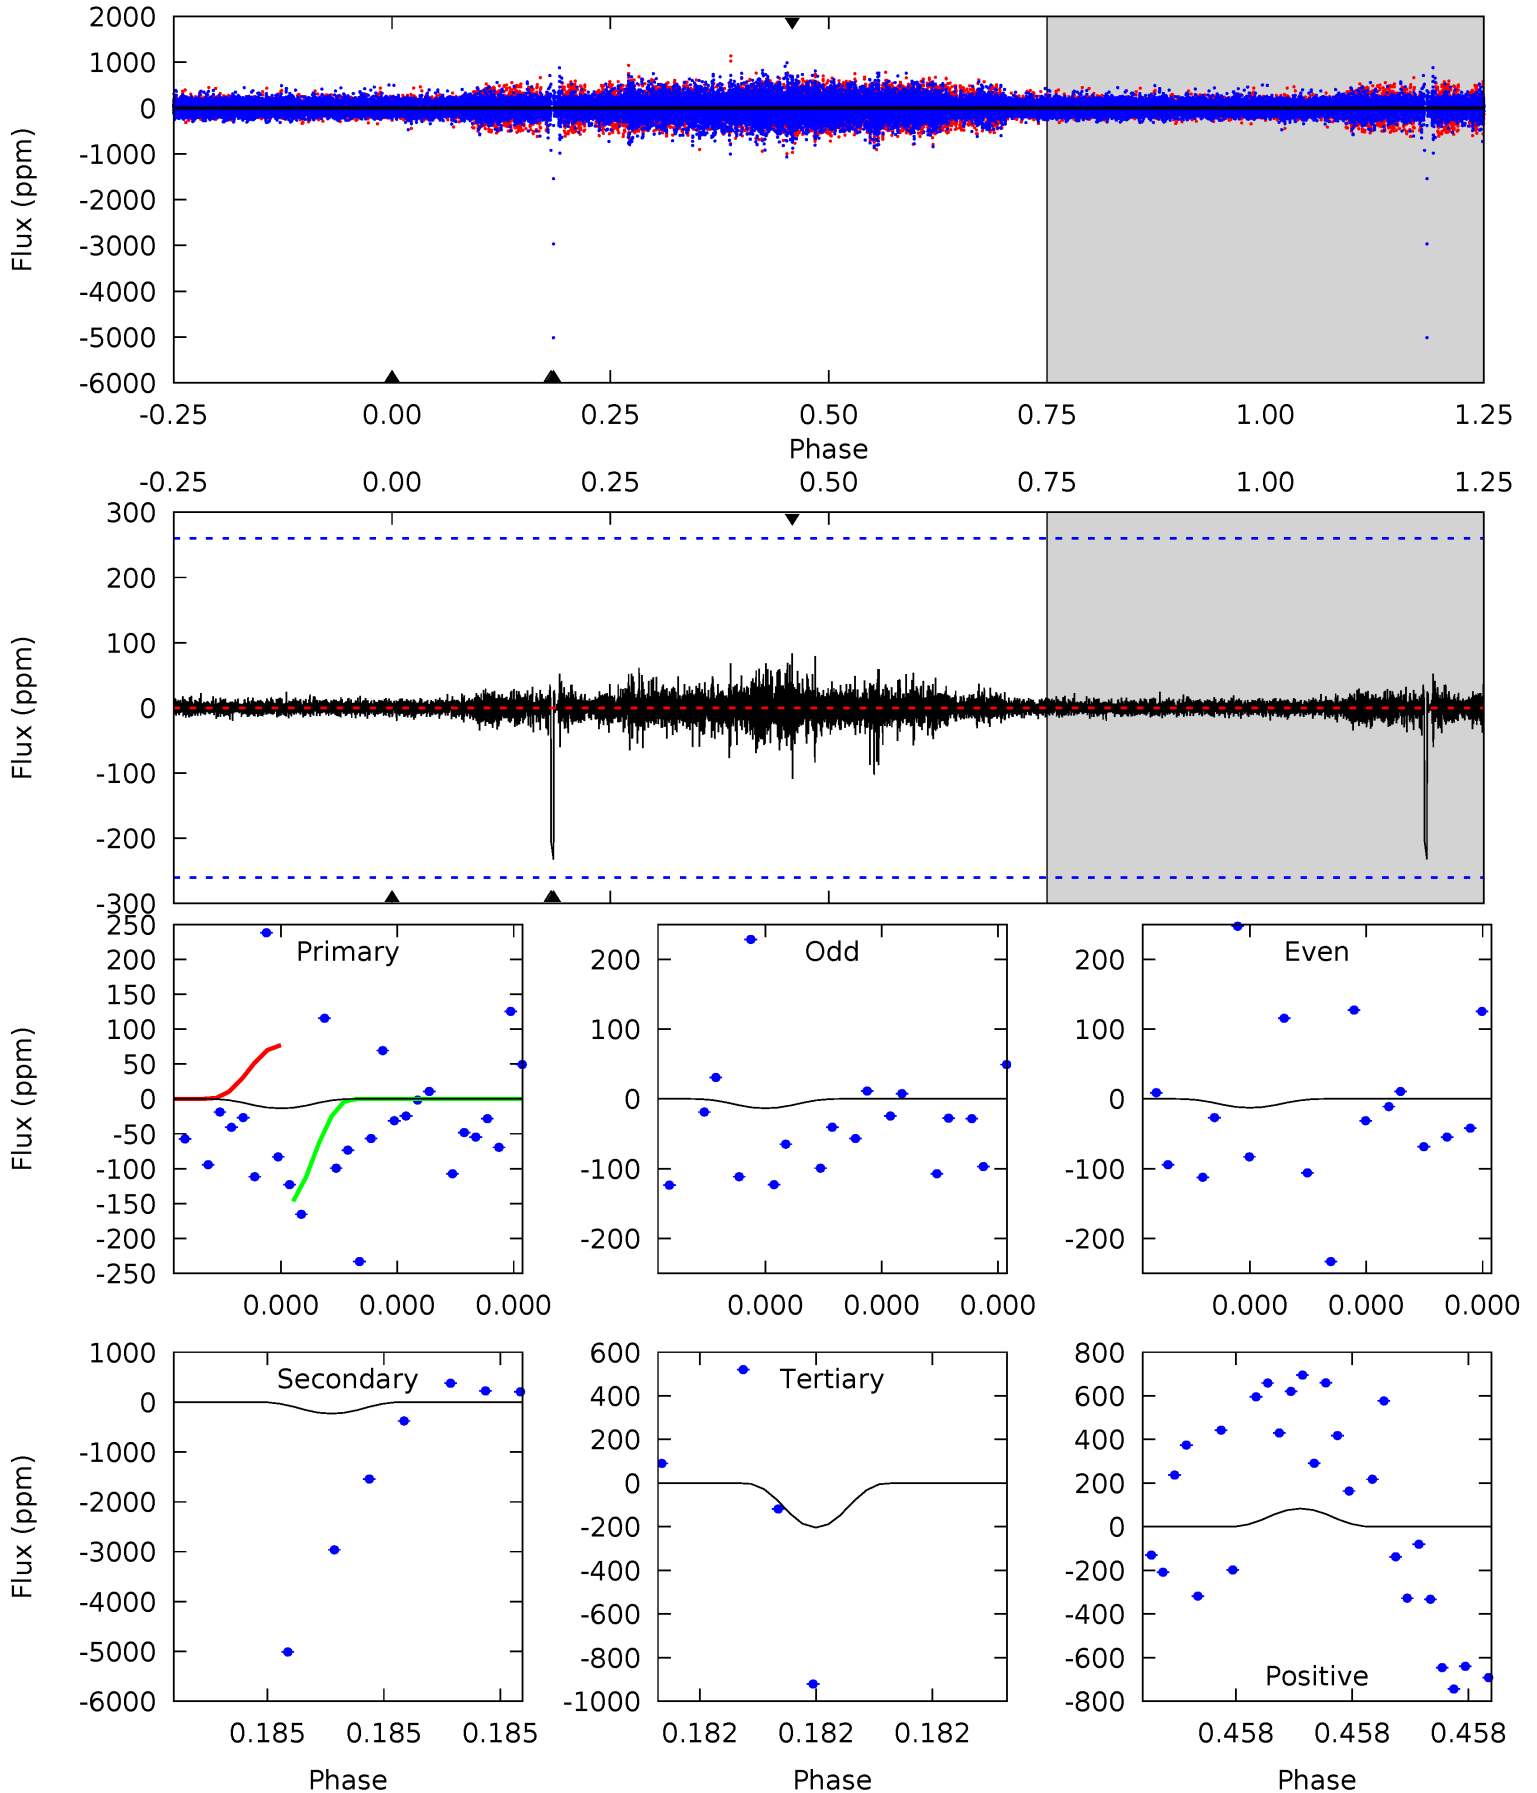 2000
1000
0
-1000
-2000
-3000
-4000
-5000
-6000
Flux (ppm)
-0.25 0.00 0.25 0.50 0.75 1.00 1.25
Phase
-0.25 0.00 0.25 0.50 0.75 1.00 1.25
300
200
100
0
-100
-200
-300
Flux (ppm)
Primary
250
200
150
100
50
0
-50
-100
-150
-200
-250
Flux (ppm)
0.000 0.000 0.000
Odd
200
100
0
-100
-200
0.000 0.000 0.000
Even
200
100
0
-100
-200
0.000 0.000 0.000
Secondary
1000
0
-1000
-2000
-3000
-4000
-5000
-6000
Flux (ppm)
0.185 0.185 0.185
Phase
Tertiary
600
400
200
0
-200
-400
-600
-800
-1000
0.182 0.182 0.182
Phase
800
600
400
200
0
-200
-400
-600
-800
Positive
0.458 0.458 0.458
Phase